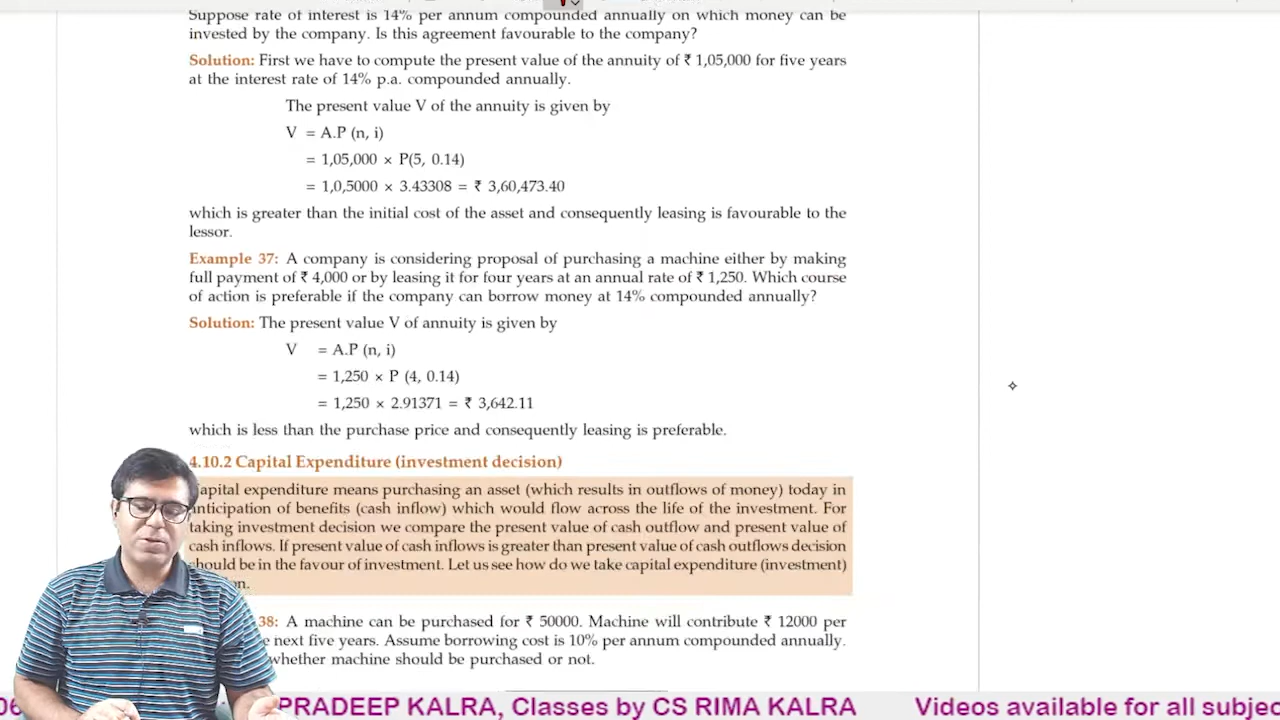 Suppose rate of interest is 14% per annum compounded annually on which money can be
invested by the company. Is this agreement favourable to the company?
Solution: First we have to compute the present value of the annuity of ₹ 1,05,000 for five years
at the interest rate of 14% p.a. compounded annually.
The present value V of the annuity is given by
V = A.P (n, i)
= 1,05,000 × P(5, 0.14)
= 1,0,5000 × 3.43308 = ₹ 3,60,473.40
which is greater than the initial cost of the asset and consequently leasing is favourable to the
lessor.
Example 37: A company is considering proposal of purchasing a machine either by making
full payment of ₹ 4,000 or by leasing it for four years at an annual rate of ₹ 1,250. Which course
of action is preferable if the company can borrow money at 14% compounded annually?
Solution: The present value V of annuity is given by
V = A.P (n, i)
= 1,250 × P (4, 0.14)
= 1,250 × 2.91371 = ₹ 3,642.11
which is less than the purchase price and consequently leasing is preferable.
4.10.2 Capital Expenditure (investment decision)
apital expenditure means purchasing an asset (which results in outflows of money) today in
nticipation of benefits (cash inflow) which would flow across the life of the investment. For
taking investment decision we compare the present value of cash outflow and present value of
cash inflows. If present value of cash inflows is greater than present value of cash outflows decision
hould be in the favour of investment. Let us see how do we take capital expenditure (investment)
on.
38: A machine can be purchased for ₹ 50000. Machine will contribute ₹ 12000 per
next five years. Assume borrowing cost is 10% per annum compounded annually.
whether machine should be purchased or not.
06 PRADEEP KALRA, Classes by CS RIMA KALRA Videos available for all subjec